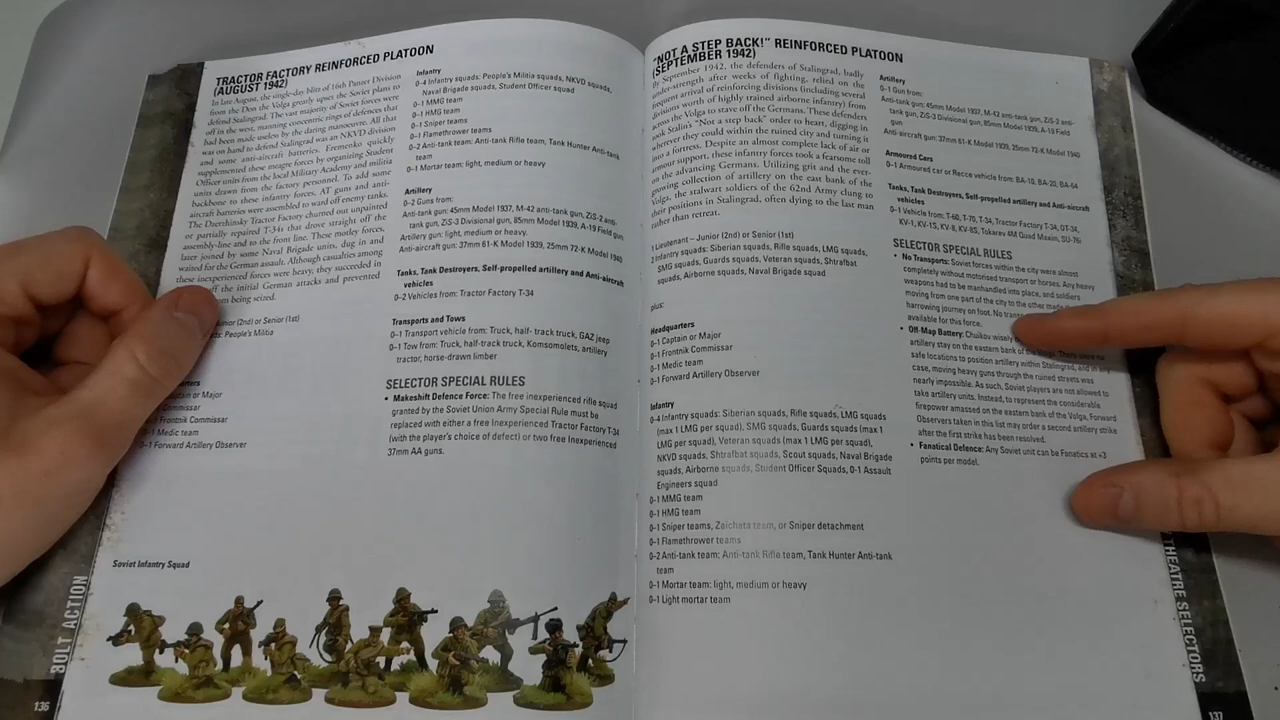 TRACTOR FACTORY REINFORCED PLATOON
(AUGUST 1942)
In late August, the single-day blitz of 16th Panzer Division
from the Don the Volga greatly upset the Soviet plans to
defend Stalingrad. The vast majority of Soviet forces were
off in the west, manning concentric rings of defences that
had been made useless by the daring manoeuvre. All that
was on hand to defend Stalingrad was an NKVD division
and some anti-aircraft batteries. Eremenko quickly
supplemented these meagre forces by organizing Student
Officer units from the local Military Academy and militia
units drawn from the factory personnel. To add some
backbone to these infantry forces, AT guns and anti-
aircraft batteries were assembled to ward off enemy tanks.
The Dzerzhinsky Tractor Factory churned out unpainted
or partially repaired T-34s that drove straight off the
assembly-line and to the front line. These motley forces,
later joined by some Naval Brigade units, dug in and
waited for the German assault. Although casualties among
these inexperienced forces were heavy, they succeeded in
off the initial German attacks and prevented
from being seized.
Junior (2nd) or Senior (1st)
People's Militia
Captain or Major
Commissar
Frontnik Commissar
0–1 Medic team
0–1 Forward Artillery Observer
Soviet Infantry Squad
BOLT ACTION
136
Infantry
0–4 Infantry squads: People's Militia squads, NKVD squads,
Naval Brigade squads, Student Officer squad
0–1 MMG team
0–1 HMG team
0–1 Sniper teams
0–1 Flamethrower teams
0–2 Anti-tank team: Anti-tank Rifle team, Tank Hunter Anti-tank
team
0–1 Mortar team: light, medium or heavy
Artillery
0–2 Guns from:
Anti-tank gun: 45mm Model 1937, M-42 anti-tank gun, ZiS-2 anti-
tank gun, ZiS-3 Divisional gun, 85mm Model 1939, A-19 Field gun
Artillery gun: light, medium or heavy.
Anti-aircraft gun: 37mm 61-K Model 1939, 25mm 72-K Model 1940
Tanks, Tank Destroyers, Self-propelled artillery and Anti-aircraft
vehicles
0–2 Vehicles from: Tractor Factory T-34
Transports and Tows
0–1 Transport vehicle from: Truck, half- track truck, GAZ jeep
0–1 Tow from: Truck, half-track truck, Komsomolets, artillery
tractor, horse-drawn limber
SELECTOR SPECIAL RULES
• Makeshift Defence Force: The free inexperienced rifle squad
granted by the Soviet Union Army Special Rule must be
replaced with either a free Inexperienced Tractor Factory T-34
(with the player's choice of defect) or two free Inexperienced
37mm AA guns.
"NOT A STEP BACK!" REINFORCED PLATOON
(SEPTEMBER 1942)
By September 1942, the defenders of Stalingrad, badly
under-strength after weeks of fighting, relied on the
frequent arrival of reinforcing divisions (including several
divisions worth of highly trained airborne infantry) from
across the Volga to stave off the Germans. These defenders
took Stalin's "Not a step back" order to heart, digging in
wherever they could within the ruined city and turning it
into a fortress. Despite an almost complete lack of air or
armour support, these infantry forces took a fearsome toll
on the advancing Germans. Utilizing grit and the ever-
growing collection of artillery on the east bank of the
Volga, the stalwart soldiers of the 62nd Army clung to
their positions in Stalingrad, often dying to the last man
rather than retreat.
1 Lieutenant – Junior (2nd) or Senior (1st)
2 Infantry squads: Siberian squads, Rifle squads, LMG squads,
SMG squads, Guards squads, Veteran squads, Shtrafbat
squads, Airborne squads, Naval Brigade squad
plus:
Headquarters
0–1 Captain or Major
0–1 Frontnik Commissar
0–1 Medic team
0–1 Forward Artillery Observer
Infantry
0–4 Infantry squads: Siberian squads, Rifle squads, LMG squads
(max 1 LMG per squad), SMG squads, Guards squads (max 1
LMG per squad), Veteran squads (max 1 LMG per squad),
NKVD squads, Shtrafbat squads, Scout squads, Naval Brigade
squads, Airborne squads, Student Officer Squads, 0-1 Assault
Engineers squad
0–1 MMG team
0–1 HMG team
0–1 Sniper teams, Zaichata team, or Sniper detachment
0–1 Flamethrower teams
0–2 Anti-tank team: Anti-tank Rifle team, Tank Hunter Anti-tank
team
0–1 Mortar team: light, medium or heavy
0–1 Light mortar team
Artillery
0–1 Gun from:
Anti-tank gun: 45mm Model 1937, M-42 anti-tank gun, ZiS-2 anti-
tank gun, ZiS-3 Divisional gun, 85mm Model 1939, A-19 Field
gun
Anti-aircraft gun: 37mm 61-K Model 1939, 25mm 72-K Model 1940
Armoured Cars
0–1 Armoured car or Recce vehicle from: BA-10, BA-20, BA-64
Tanks, Tank Destroyers, Self-propelled artillery and Anti-aircraft
vehicles
0–1 Vehicle from: T-60, T-70, T-34, Tractor Factory T-34, OT-34,
KV-1, KV-1S, KV-8, KV-8S, Tokarev 4M Quad Maxim, SU-76i
SELECTOR SPECIAL RULES
• No Transports: Soviet forces within the city were almost
completely without motorised transport or horses. Any heavy
weapons had to be manhandled into place, and soldiers
moving from one part of the city to the other made the
harrowing journey on foot. No
available for this force.
• Off-Map Battery: Chuikov wisely
artillery stay on the eastern bank of the Volga. There were no
safe locations to position artillery within Stalingrad, and in any
case, moving heavy guns through the ruined streets was
nearly impossible. As such, Soviet players are not allowed to
take artillery units. Instead, to represent the considerable
firepower amassed on the eastern bank of the Volga, Forward
Observers taken in this list may order a second artillery strike
after the first strike has been resolved.
• Fanatical Defence: Any Soviet unit can be Fanatics at +3
points per model.
THEATRE SELECTORS
137